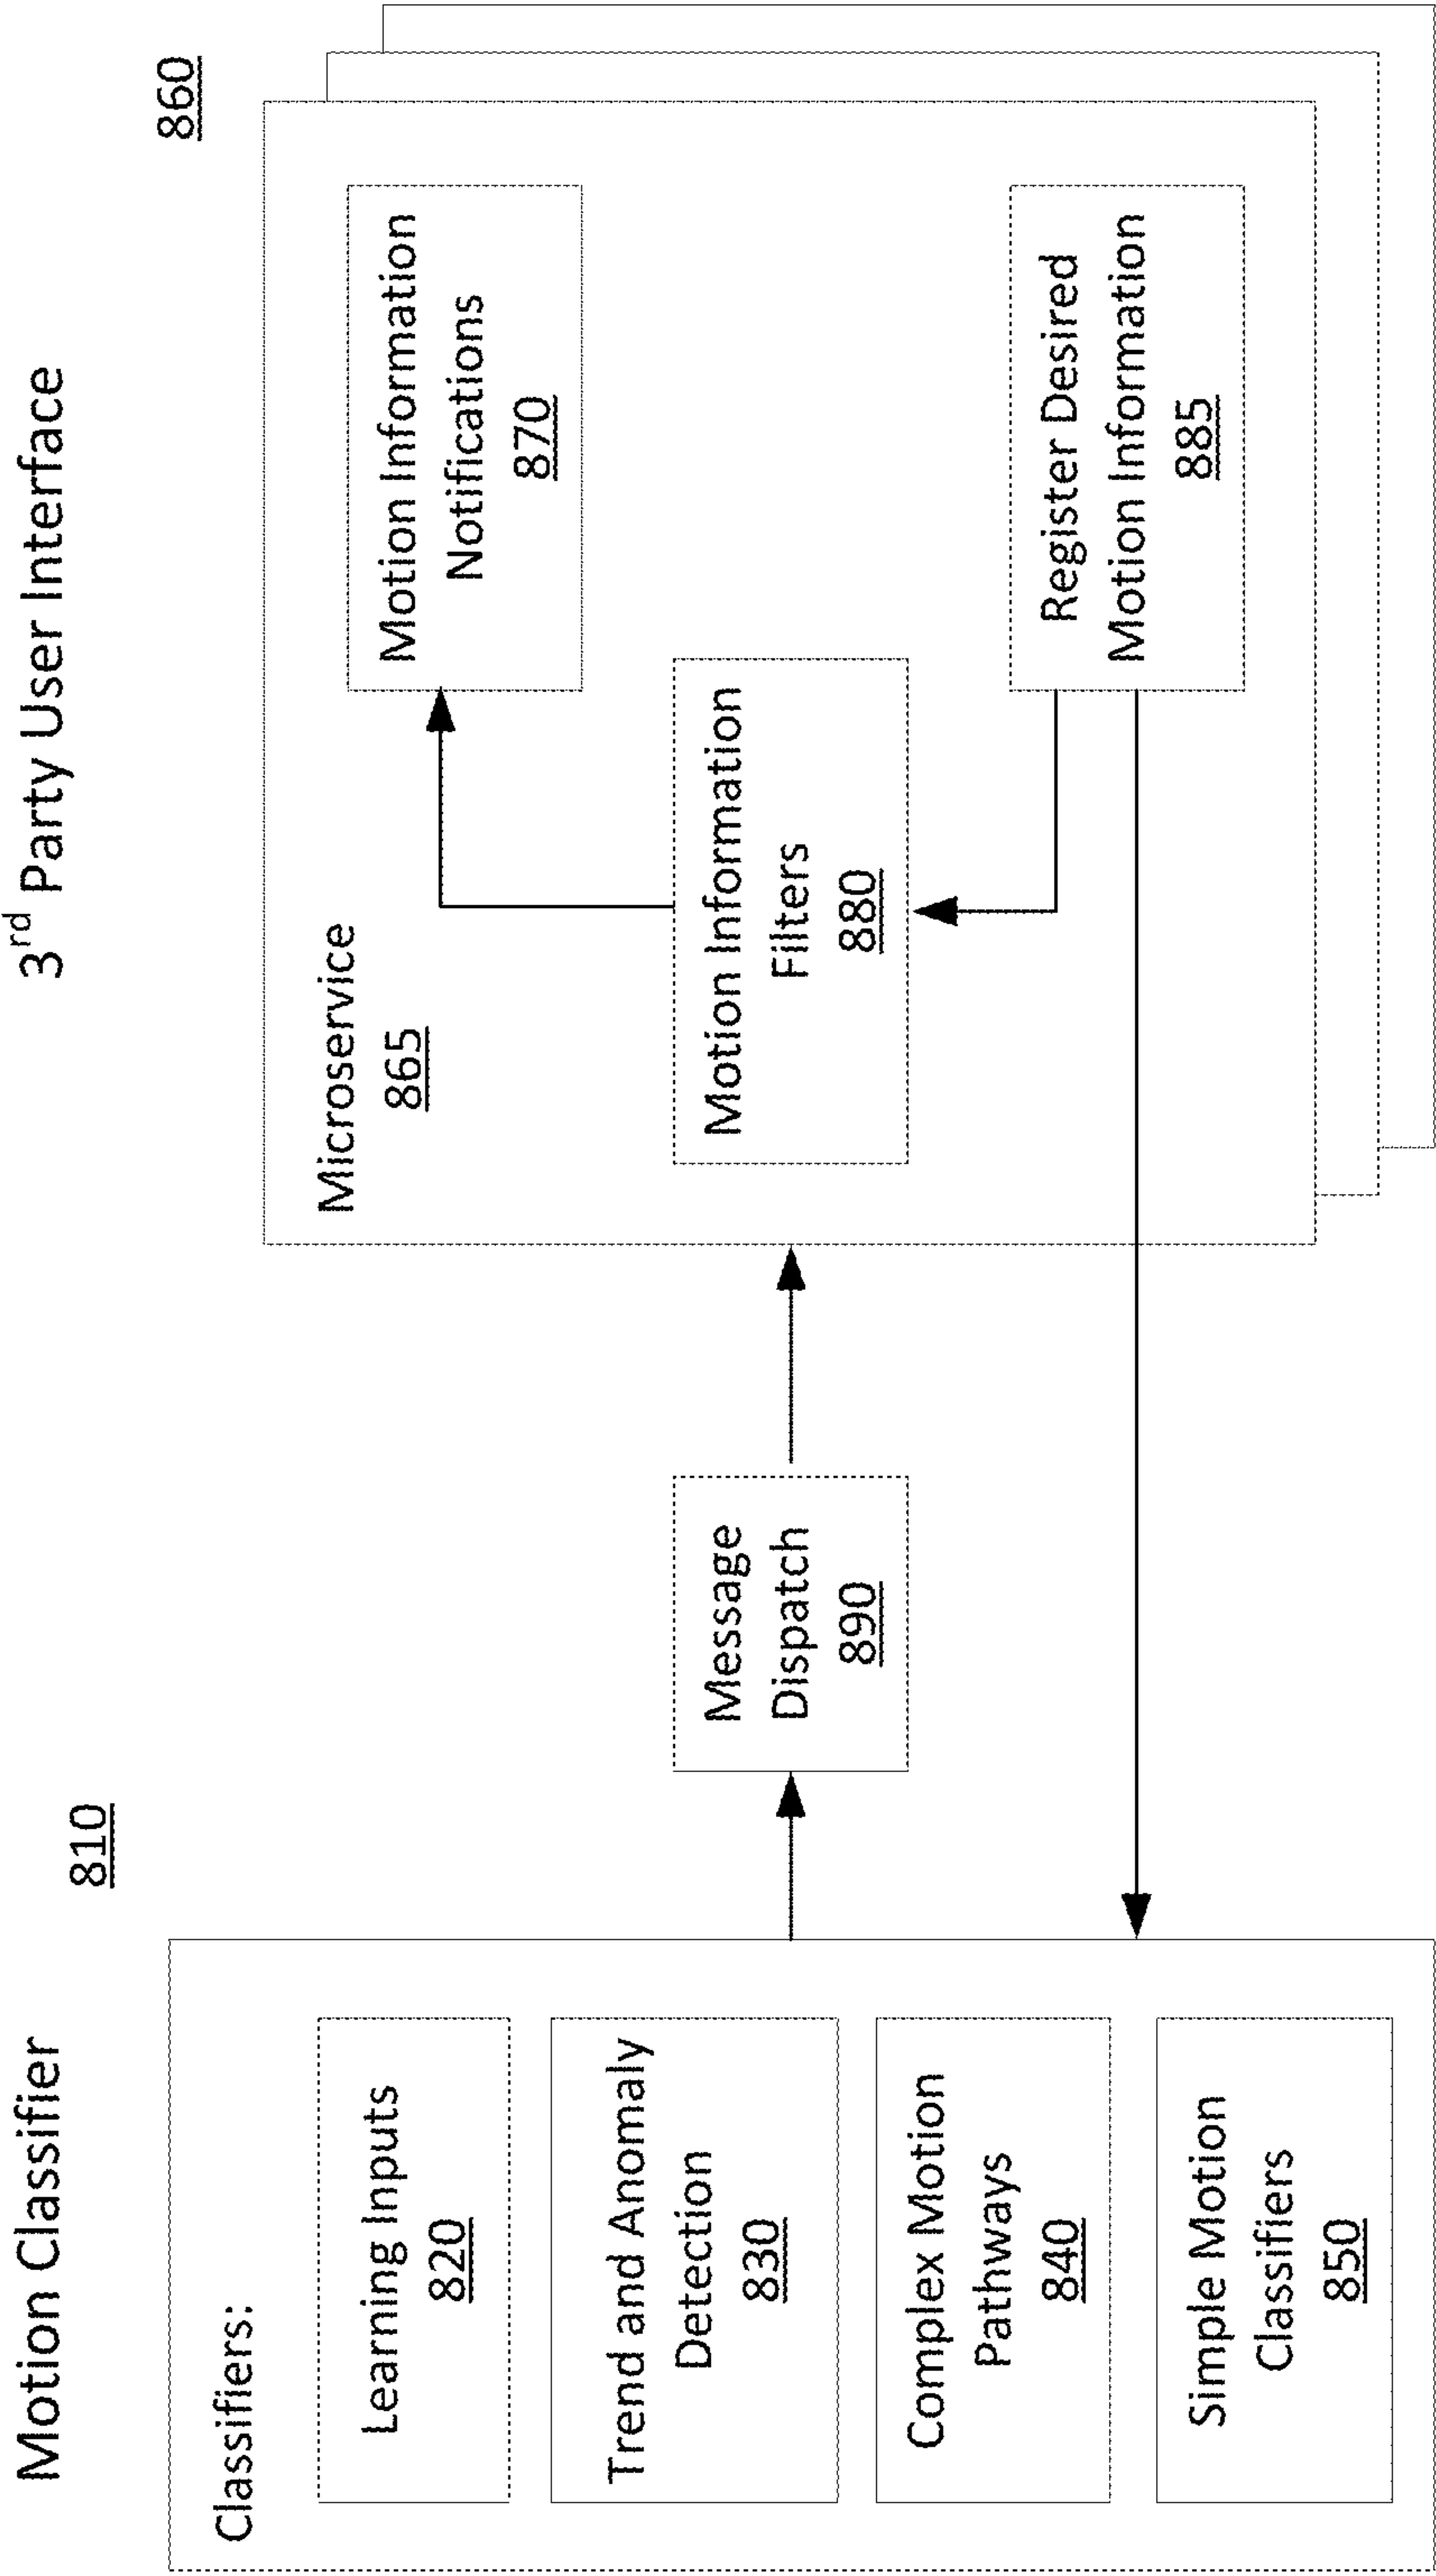 Motion Classifier
810
Classifiers:
Learning Inputs
820
Trend and Anomaly
Detection
830
Complex Motion
Pathways
840
Simple Motion
Classifiers
850
Message
Dispatch
890
3rd Party User Interface
860
Microservice
865
Motion Information
Notifications
870
Motion Information
Filters
880
Register Desired
Motion Information
885